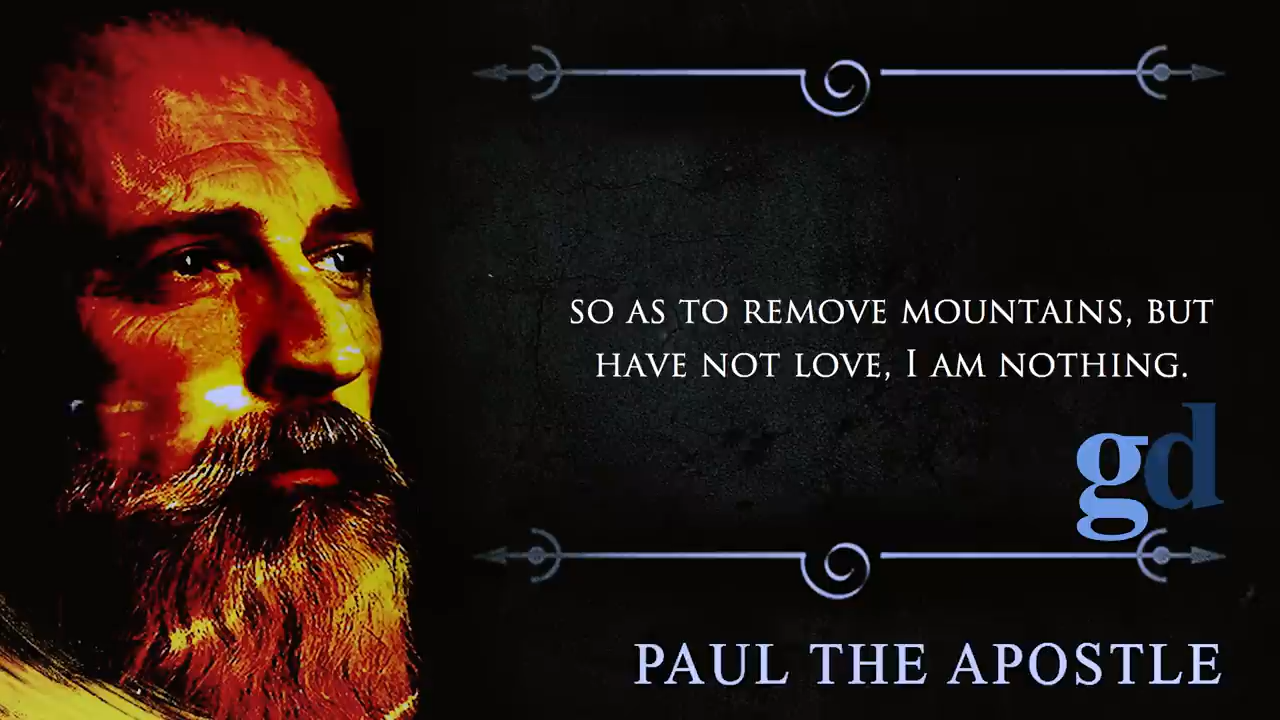 SO AS TO REMOVE MOUNTAINS, BUT
HAVE NOT LOVE, I AM NOTHING.
gd
PAUL THE APOSTLE